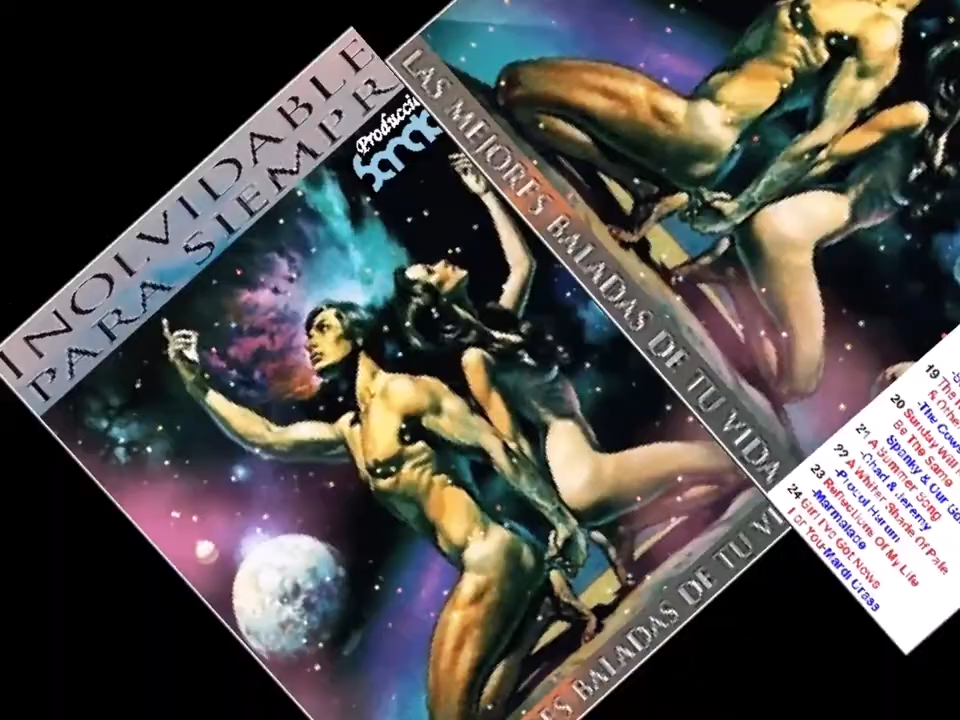 INOLVIDABLE
PARA SIEMPR
Producci
LAS MEJORES BALADAS DE TU VIDA
BALADAS DE TU VI
19 The
& Othe
-The Cows
20 Sunday Will
Be The Same
Spanky & Our Ga
21 A Summer Song
-Chad & Jeremy
22 A Whiter Shade Of Pale
-Procol Harum
23 Reflections Of My Life
-Marmalade
24 Girl I've Got News
For You-Mardi Grass